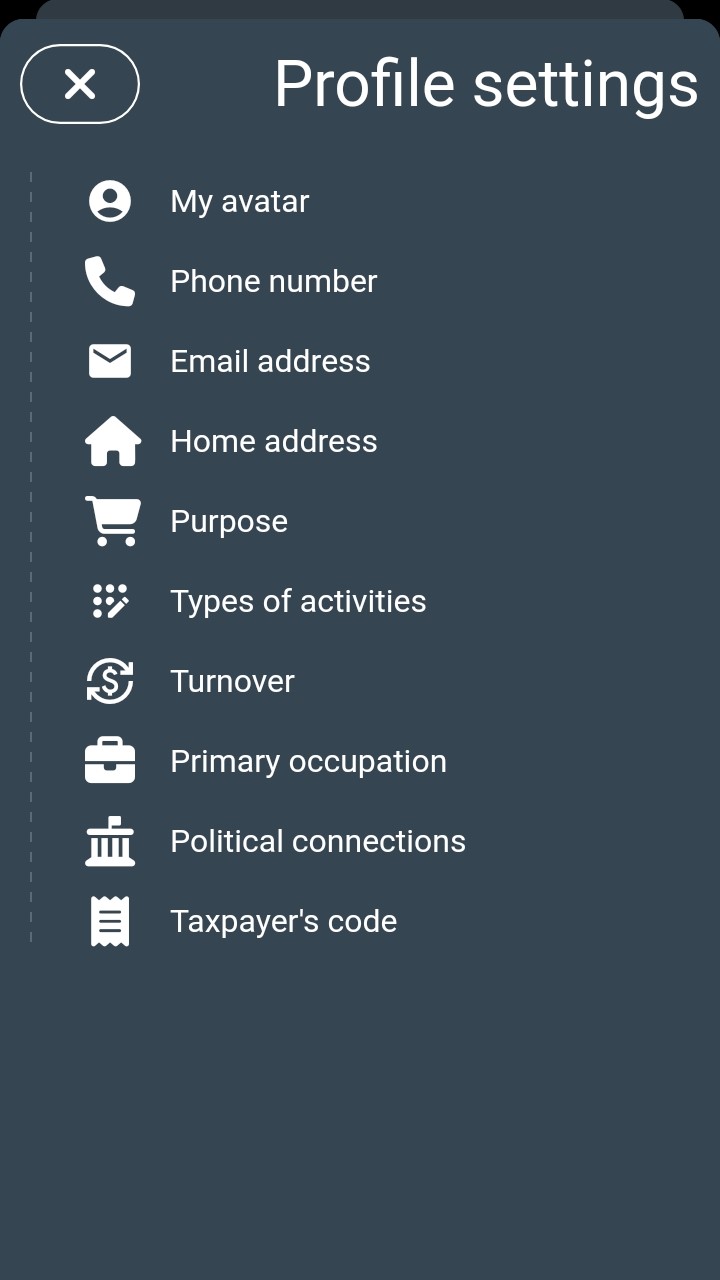 Profile settings
My avatar
Phone number
Email address
Home address
Purpose
Types of activities
Turnover
Primary occupation
Political connections
Taxpayer's code